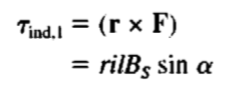 τind,1 = (r × F)
= rilBS sin α